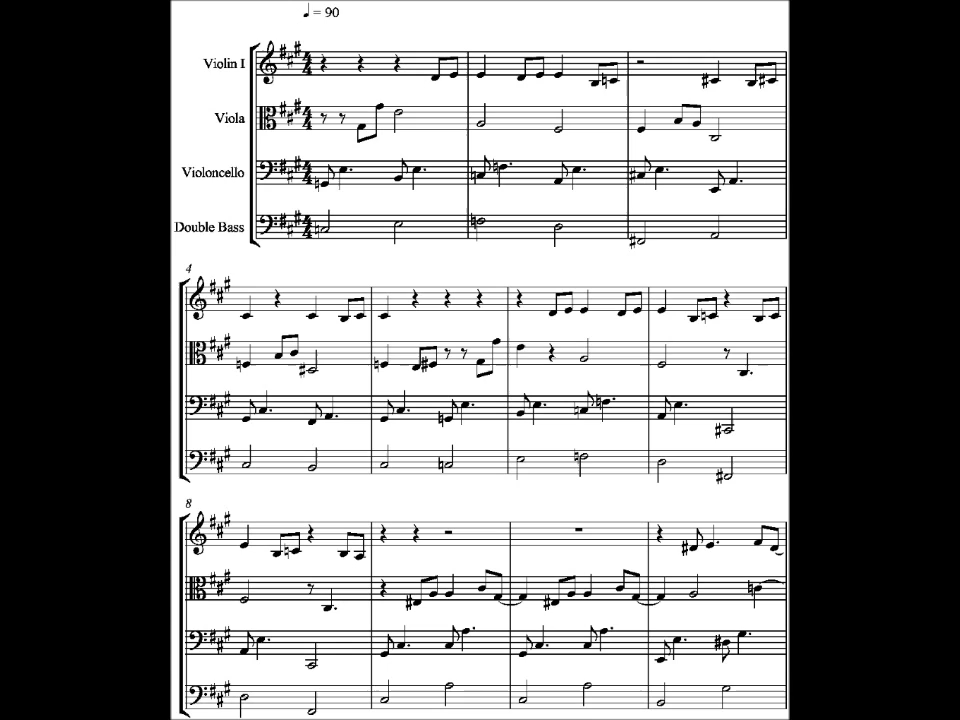 ♩ = 90
Violin I
Viola
Violoncello
Double Bass
4
8